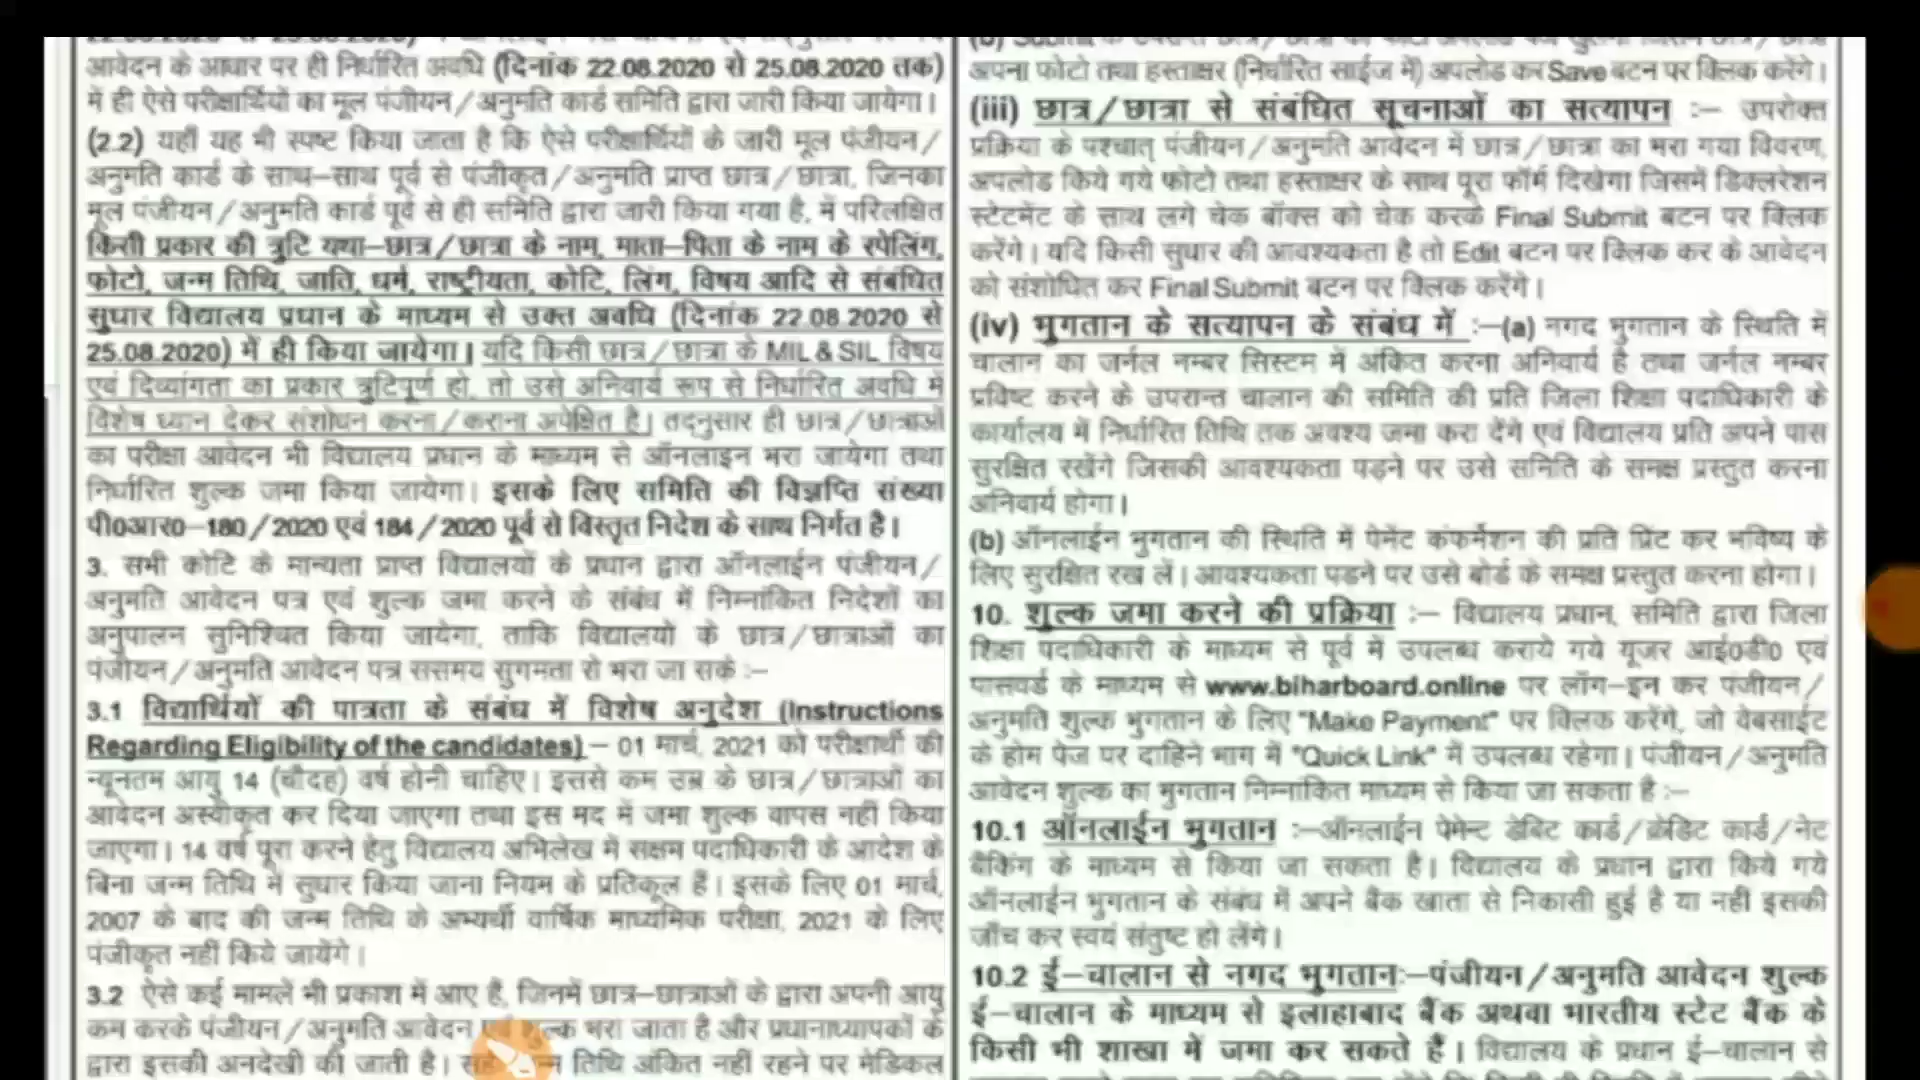 आवेदन के आधार पर ही निर्धारित अवधि (दिनांक 22.08.2020 से 25.08.2020 तक)
में ही ऐसे परीक्षार्थियों का मूल पंजीयन/अनुमति कार्ड समिति द्वारा जारी किया जायेगा।
(2.2) यहाँ यह भी स्पष्ट किया जाता है कि ऐसे परीक्षार्थियों के जारी मूल पंजीयन/
अनुमति कार्ड के साथ–साथ पूर्व से पंजीकृत/अनुमति प्राप्त छात्र/छात्रा, जिनका
मूल पंजीयन/अनुमति कार्ड पूर्व से ही समिति द्वारा जारी किया गया है, में परिलक्षित
किसी प्रकार की त्रुटि यथा–छात्र/छात्रा के नाम, माता–पिता के नाम के स्पेलिंग,
फोटो, जन्म तिथि, जाति, धर्म, राष्ट्रीयता, कोटि, लिंग, विषय आदि से संबंधित
सुधार विद्यालय प्रधान के माध्यम से उक्त अवधि (दिनांक 22.08.2020 से
25.08.2020) में ही किया जायेगा। यदि किसी छात्र/छात्रा के MIL & SIL विषय
एवं दिव्यांगता का प्रकार त्रुटिपूर्ण हो, तो उसे अनिवार्य रूप से निर्धारित अवधि में
विशेष ध्यान देकर संशोधन करना/कराना अपेक्षित है। तदनुसार ही छात्र/छात्राओं
का परीक्षा आवेदन भी विद्यालय प्रधान के माध्यम से ऑनलाइन भरा जायेगा तथा
निर्धारित शुल्क जमा किया जायेगा। इसके लिए समिति की विज्ञप्ति संख्या
पी0आर0–180/2020 एवं 184/2020 पूर्व से विस्तृत निदेश के साथ निर्गत है।
3. सभी कोटि के मान्यता प्राप्त विद्यालयों के प्रधान द्वारा ऑनलाईन पंजीयन/
अनुमति आवेदन पत्र एवं शुल्क जमा करने के संबंध में निम्नांकित निदेशों का
अनुपालन सुनिश्चित किया जायेगा, ताकि विद्यालयों के छात्र/छात्राओं का
पंजीयन/अनुमति आवेदन पत्र ससमय सुगमता से भरा जा सके :–
3.1 विद्यार्थियों की पात्रता के संबंध में विशेष अनुदेश (Instructions
Regarding Eligibility of the candidates) – 01 मार्च, 2021 को परीक्षार्थी की
न्यूनतम आयु 14 (चौदह) वर्ष होनी चाहिए। इससे कम उम्र के छात्र/छात्राओं का
आवेदन अस्वीकृत कर दिया जाएगा तथा इस मद में जमा शुल्क वापस नहीं किया
जाएगा। 14 वर्ष पूरा करने हेतु विद्यालय अभिलेख में सक्षम पदाधिकारी के आदेश के
बिना जन्म तिथि में सुधार किया जाना नियम के प्रतिकूल है। इसके लिए 01 मार्च,
2007 के बाद की जन्म तिथि के अभ्यर्थी वार्षिक माध्यमिक परीक्षा, 2021 के लिए
पंजीकृत नहीं किये जायेंगे।
3.2 ऐसे कई मामलें भी प्रकाश में आए हैं, जिनमें छात्र–छात्राओं के द्वारा अपनी आयु
कम करके पंजीयन/अनुमति आवेदन भरा जाता है और प्रधानाध्यापकों के
द्वारा इसकी अनदेखी की जाती है। तिथि अंकित नहीं रहने पर मेडिकल
अपना फोटो तथा हस्ताक्षर (निर्धारित साईज में) अपलोड कर Save बटन पर क्लिक करेंगे।
(iii) छात्र/छात्रा से संबंधित सूचनाओं का सत्यापन :– उपरोक्त
प्रक्रिया के पश्चात् पंजीयन/अनुमति आवेदन में छात्र/छात्रा का भरा गया विवरण,
अपलोड किये गये फोटो तथा हस्ताक्षर के साथ पूरा फॉर्म दिखेगा जिसमें डिक्लरेशन
स्टेटमेंट के साथ लगे चेक बॉक्स को चेक करके Final Submit बटन पर क्लिक
करेंगे। यदि किसी सुधार की आवश्यकता है तो Edit बटन पर क्लिक कर के आवेदन
को संशोधित कर Final Submit बटन पर क्लिक करेंगे।
(iv) भुगतान के सत्यापन के संबंध में :–(a) नगद भुगतान के स्थिति में
चालान का जर्नल नम्बर सिस्टम में अंकित करना अनिवार्य है तथा जर्नल नम्बर
प्रविष्ट करने के उपरान्त चालान की समिति की प्रति जिला शिक्षा पदाधिकारी के
कार्यालय में निर्धारित तिथि तक अवश्य जमा करा देंगे एवं विद्यालय प्रति अपने पास
सुरक्षित रखेंगे जिसकी आवश्यकता पड़ने पर उसे समिति के समक्ष प्रस्तुत करना
अनिवार्य होगा।
(b) ऑनलाईन भुगतान की स्थिति में पेमेंट कंफर्मेशन की प्रति प्रिंट कर भविष्य के
लिए सुरक्षित रख लें। आवश्यकता पडने पर उसे बोर्ड के समक्ष प्रस्तुत करना होगा।
10. शुल्क जमा करने की प्रक्रिया :– विद्यालय प्रधान, समिति द्वारा जिला
शिक्षा पदाधिकारी के माध्यम से पूर्व में उपलब्ध कराये गये यूजर आई0डी0 एवं
पासवर्ड के माध्यम से www.biharboard.online पर लॉग–इन कर पंजीयन/
अनुमति शुल्क भुगतान के लिए "Make Payment" पर क्लिक करेंगे, जो वेबसाईट
के होम पेज पर दाहिने भाग में "Quick Link" में उपलब्ध रहेगा। पंजीयन/अनुमति
आवेदन शुल्क का भुगतान निम्नांकित माध्यम से किया जा सकता है :–
10.1 ऑनलाईन भुगतान :–ऑनलाईन पेमेन्ट डेबिट कार्ड/क्रेडिट कार्ड/नेट
बैंकिंग के माध्यम से किया जा सकता है। विद्यालय के प्रधान द्वारा किये गये
ऑनलाईन भुगतान के संबंध में अपने बैंक खाता से निकासी हुई है या नहीं इसकी
जाँच कर स्वयं संतुष्ट हो लेंगे।
10.2 ई–चालान से नगद भुगतान:–पंजीयन/अनुमति आवेदन शुल्क
ई–चालान के माध्यम से इलाहाबाद बैंक अथवा भारतीय स्टेट बैंक के
किसी भी शाखा में जमा कर सकते हैं। विद्यालय के प्रधान ई–चालान से